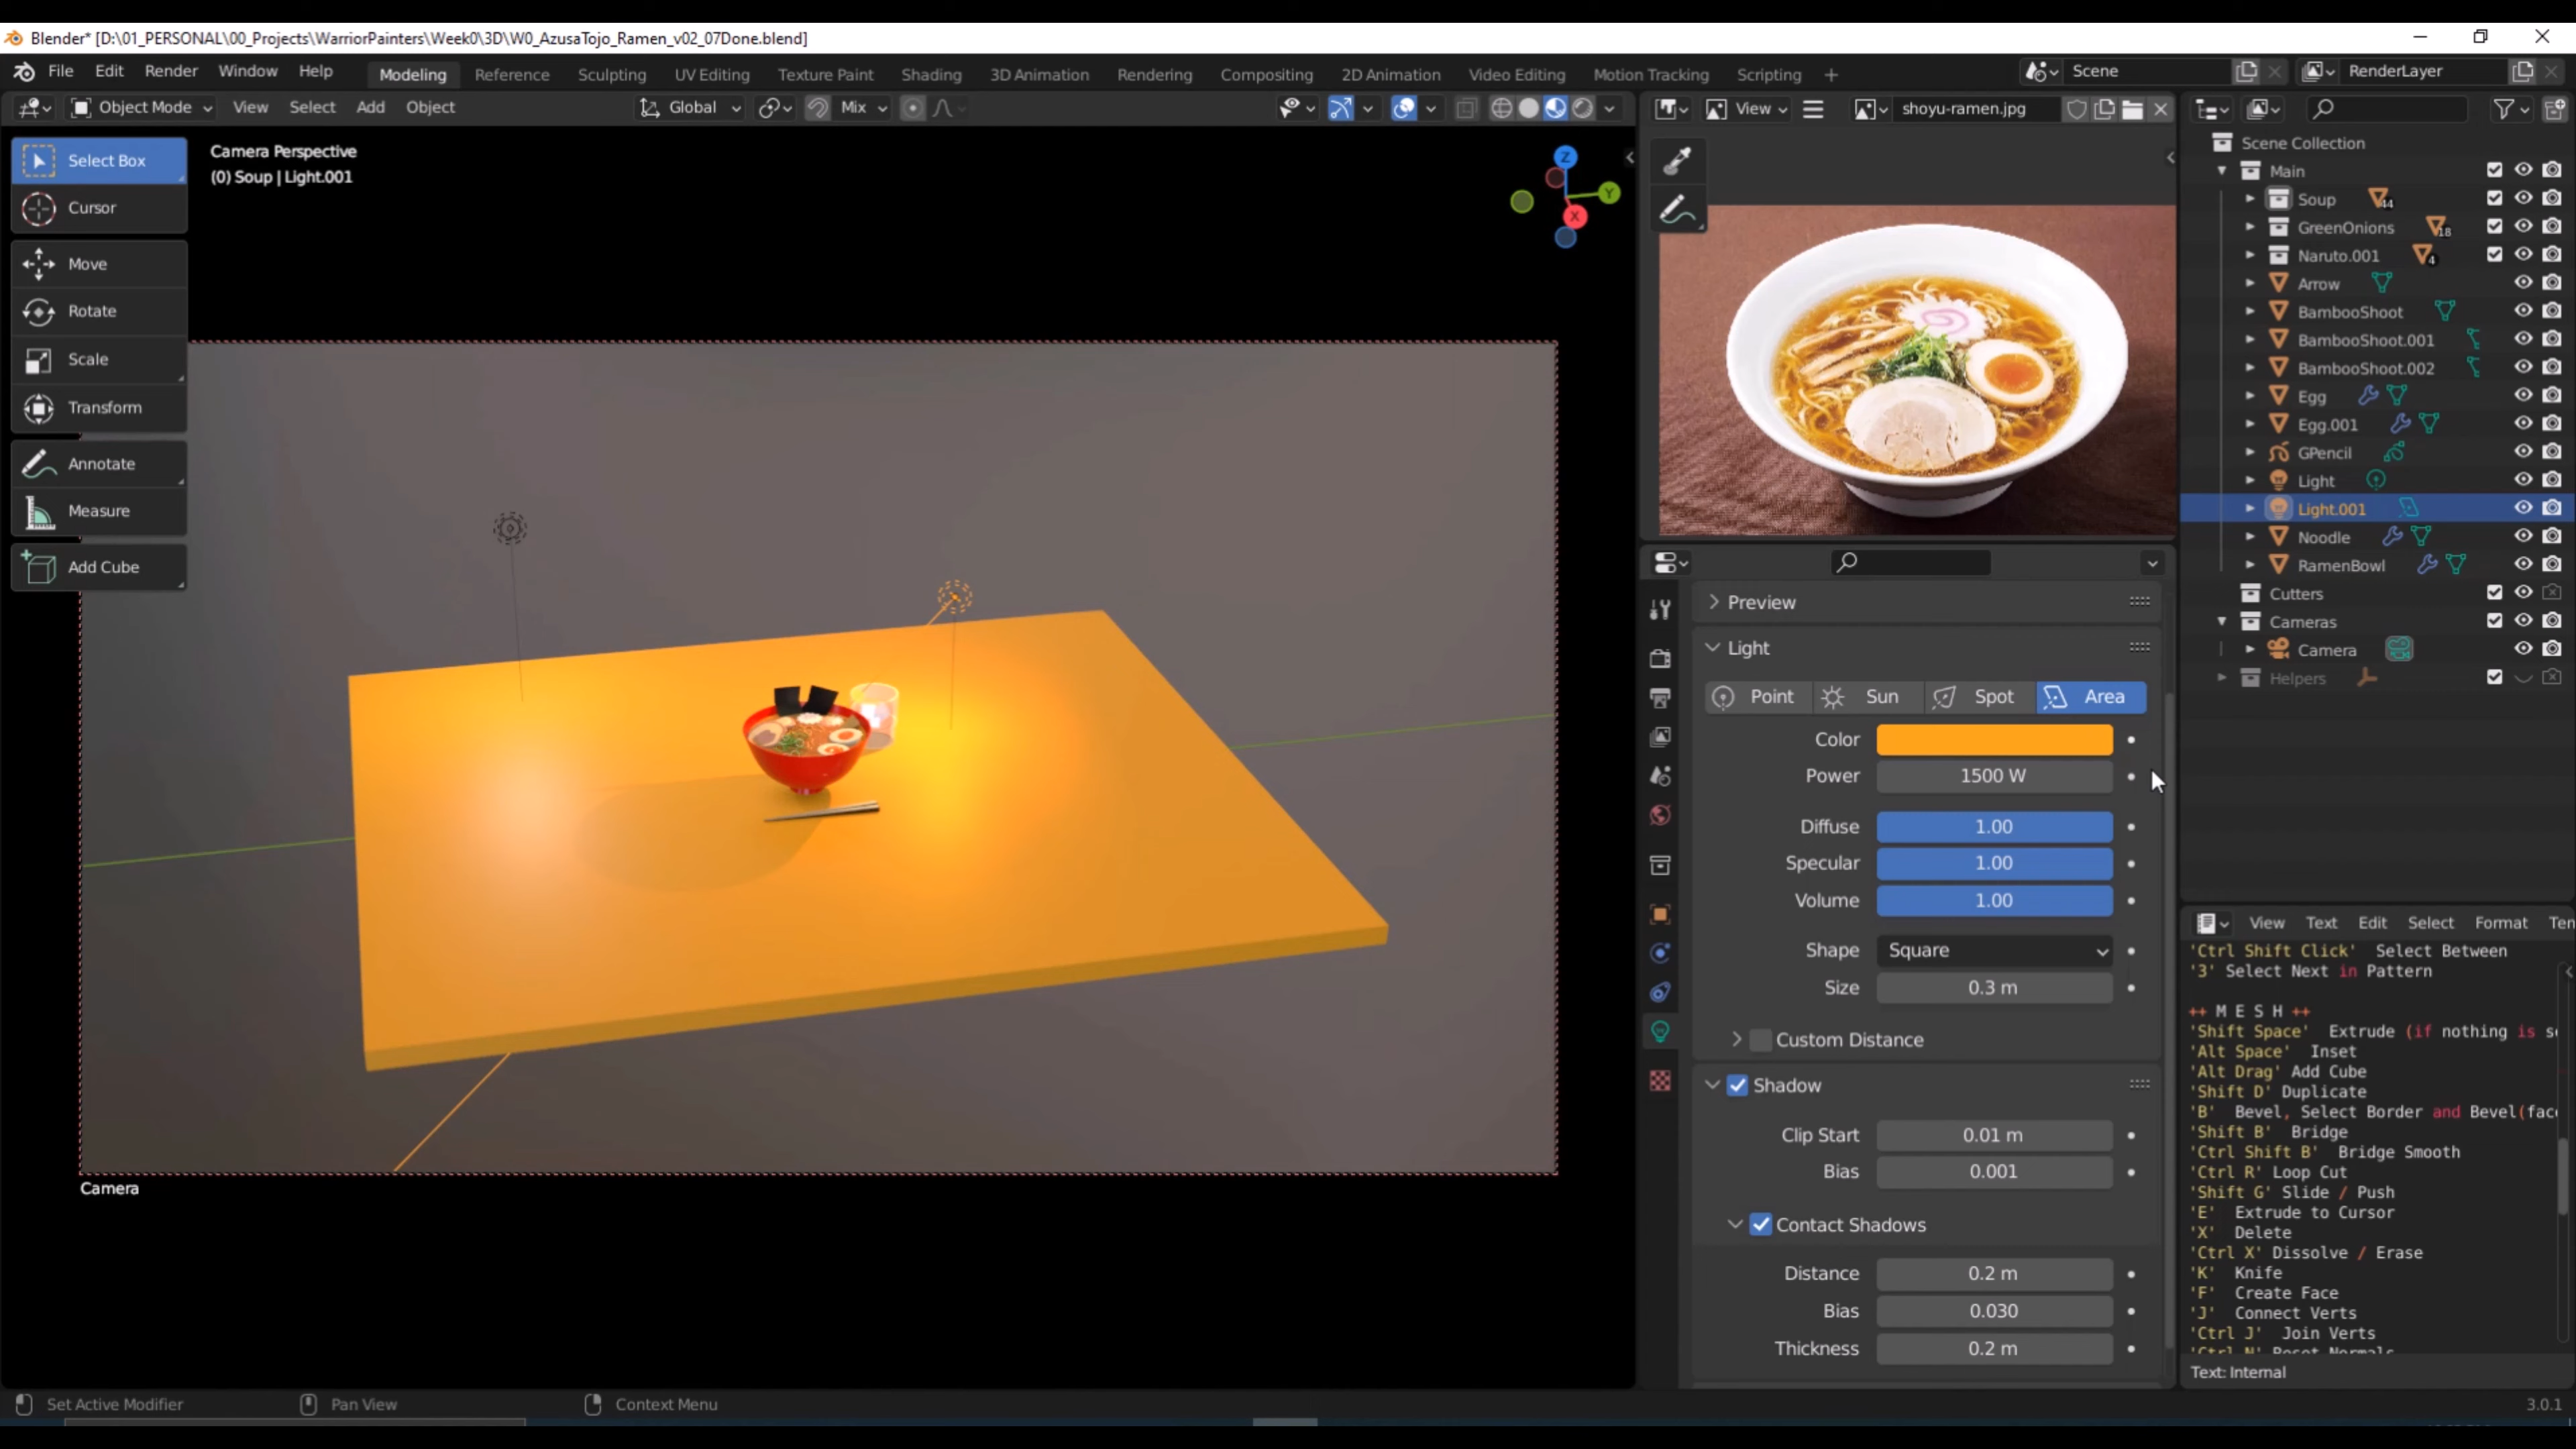 Blender* [D:\01_PERSONAL\00_Projects\WarriorPainters\Week0\3D\W0_AzusaTojo_Ramen_v02_07Done.blend]
File Edit Render Window Help Modeling Reference Sculpting UV Editing Texture Paint Shading 3D Animation Rendering Compositing 2D Animation Video Editing Motion Tracking Scripting + Scene RenderLayer
Object Mode View Select Add Object Global Mix View shoyu-ramen.jpg
Select Box
Cursor
Move
Rotate
Scale
Transform
Annotate
Measure
Add Cube
Camera Perspective
(0) Soup | Light.001
Z
Y
X
Camera
Preview
Light
Point Sun Spot Area
Color
Power 1500 W
Diffuse 1.00
Specular 1.00
Volume 1.00
Shape Square
Size 0.3 m
Custom Distance
Shadow
Clip Start 0.01 m
Bias 0.001
Contact Shadows
Distance 0.2 m
Bias 0.030
Thickness 0.2 m
Scene Collection
Main
Soup 44
GreenOnions 18
Naruto.001 4
Arrow
BambooShoot
BambooShoot.001
BambooShoot.002
Egg
Egg.001
GPencil
Light
Light.001
Noodle
RamenBowl
Cutters
Cameras
Camera
Helpers
View Text Edit Select Format
'Ctrl Shift Click' Select Between
'3' Select Next in Pattern
++ M E S H ++
'Shift Space' Extrude (if nothing is
'Alt Space' Inset
'Alt Drag' Add Cube
'Shift D' Duplicate
'B' Bevel, Select Border and
'Shift B' Bridge
'Ctrl Shift B' Bridge Smooth
'Ctrl R' Loop Cut
'Shift G' Slide / Push
'E' Extrude to Cursor
'X' Delete
'Ctrl X' Dissolve / Erase
'K' Knife
'F' Create Face
'J' Connect Verts
'Ctrl J' Join Verts
Text: Internal
Set Active Modifier Pan View Context Menu 3.0.1